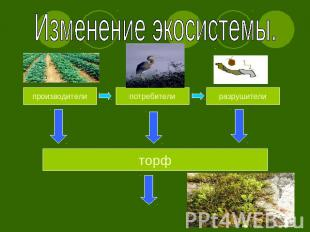 Изменение экосистемы.
производители потребители разрушители
торф
PPt4WEB.ru